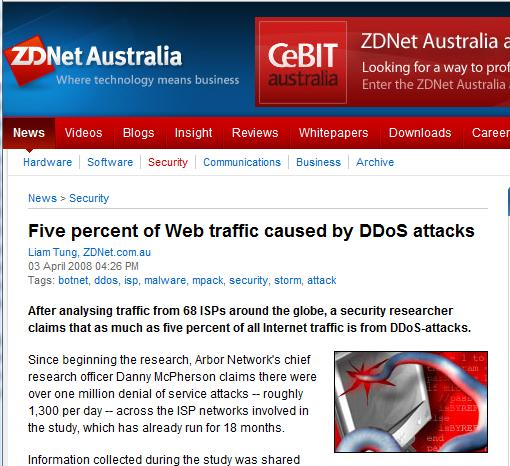 ZDNet Australia
Where technology means business
CeBIT
australia
ZDNet Australia a
Looking for a way to prof
Enter the ZDNet Australia
News Videos Blogs Insight Reviews Whitepapers Downloads Career
Hardware Software Security Communications Business Archive
News > Security
Five percent of Web traffic caused by DDoS attacks
Liam Tung, ZDNet.com.au
03 April 2008 04:26 PM
Tags: botnet, ddos, isp, malware, mpack, security, storm, attack
After analysing traffic from 68 ISPs around the globe, a security researcher
claims that as much as five percent of all Internet traffic is from DDoS-attacks.
Since beginning the research, Arbor Network's chief
research officer Danny McPherson claims there were
over one million denial of service attacks -- roughly
1,300 per day -- across the ISP networks involved in
the study, which has already run for 18 months.
Information collected during the study was shared